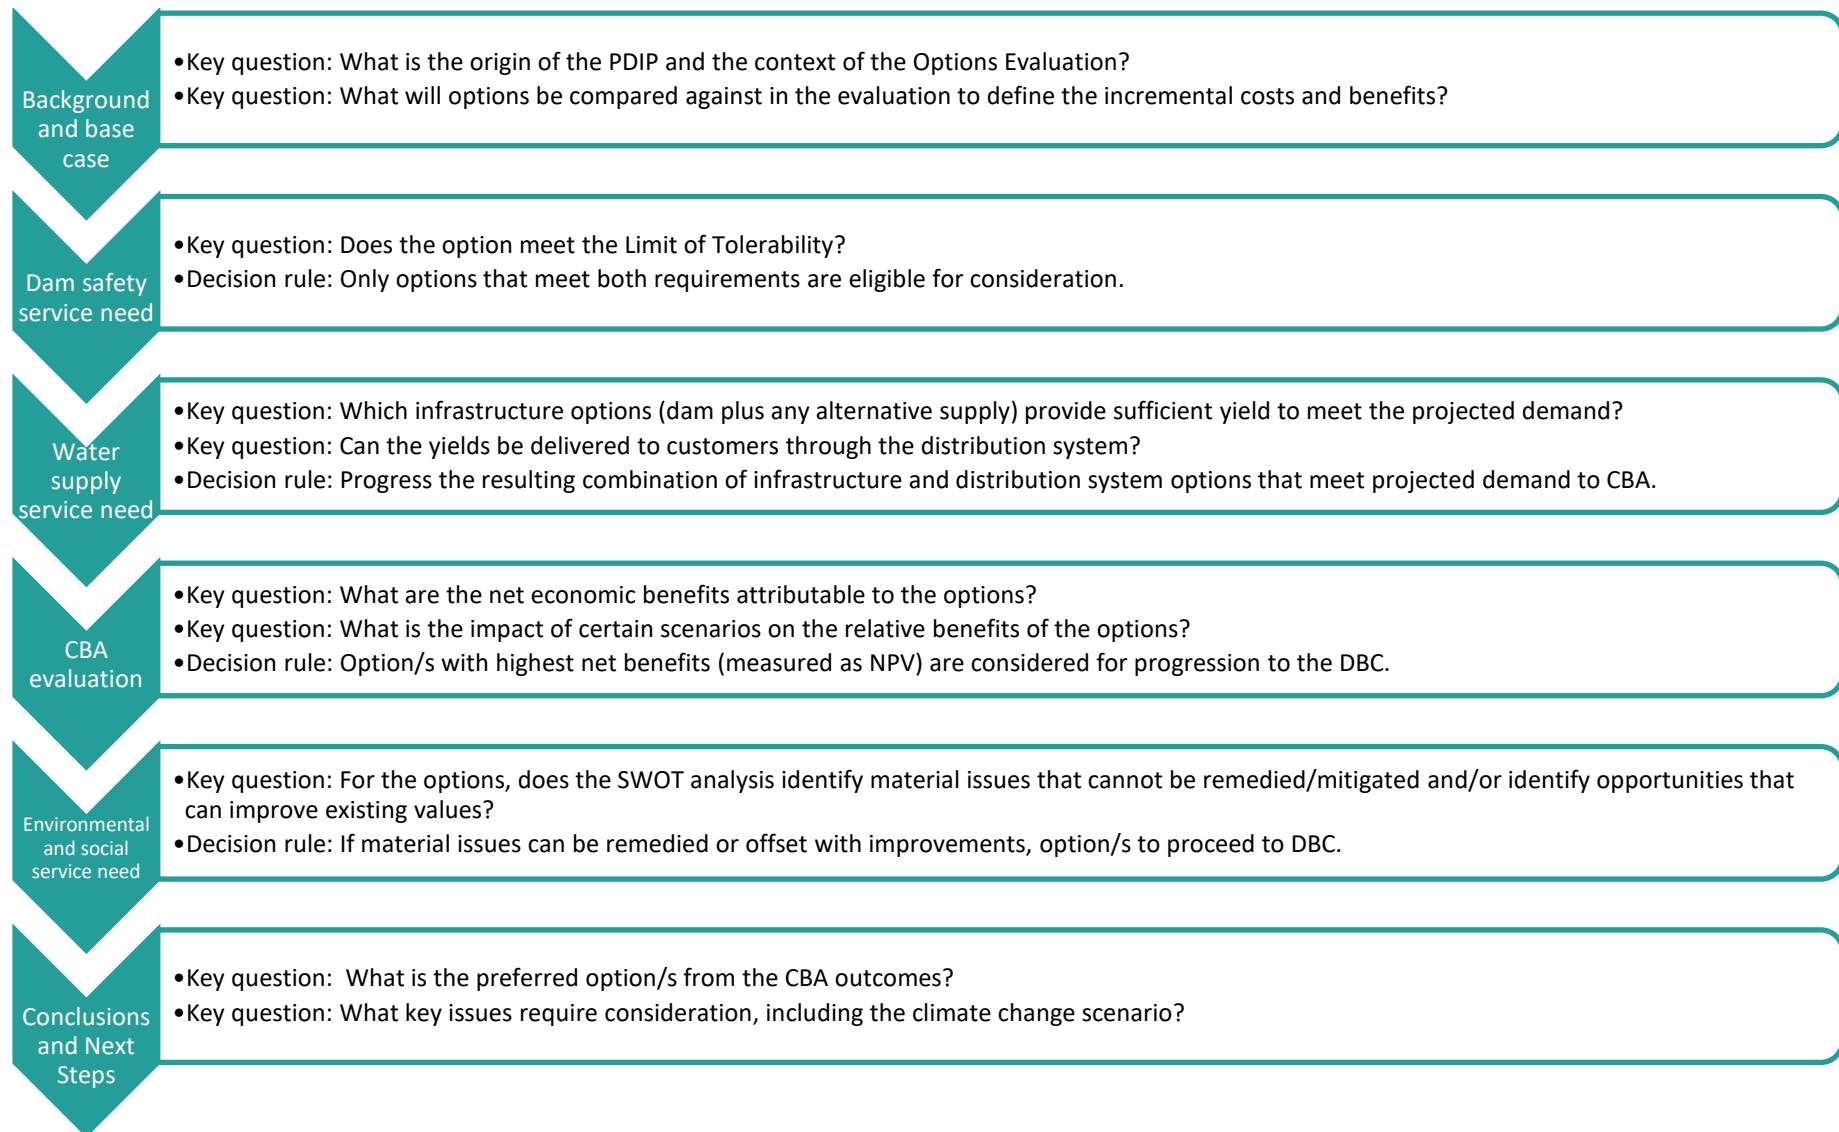 Background
and base
case
•Key question: What is the origin of the PDIP and the context of the Options Evaluation?
•Key question: What will options be compared against in the evaluation to define the incremental costs and benefits?
Dam safety
service need
•Key question: Does the option meet the Limit of Tolerability?
•Decision rule: Only options that meet both requirements are eligible for consideration.
Water
supply
service need
•Key question: Which infrastructure options (dam plus any alternative supply) provide sufficient yield to meet the projected demand?
•Key question: Can the yields be delivered to customers through the distribution system?
•Decision rule: Progress the resulting combination of infrastructure and distribution system options that meet projected demand to CBA.
CBA
evaluation
•Key question: What are the net economic benefits attributable to the options?
•Key question: What is the impact of certain scenarios on the relative benefits of the options?
•Decision rule: Option/s with highest net benefits (measured as NPV) are considered for progression to the DBC.
Environmental
and social
service need
•Key question: For the options, does the SWOT analysis identify material issues that cannot be remedied/mitigated and/or identify opportunities that
can improve existing values?
•Decision rule: If material issues can be remedied or offset with improvements, option/s to proceed to DBC.
Conclusions
and Next
Steps
•Key question:  What is the preferred option/s from the CBA outcomes?
•Key question: What key issues require consideration, including the climate change scenario?